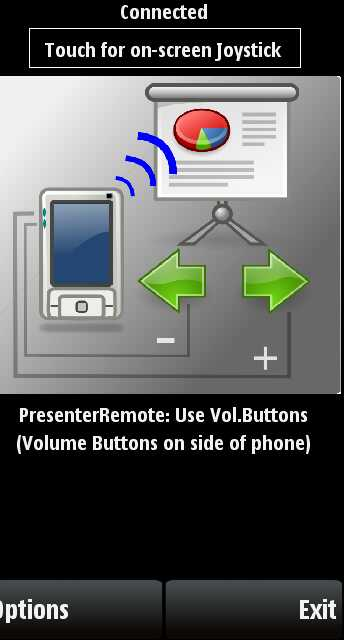 Connected
Touch for on-screen Joystick
−
+
PresenterRemote: Use Vol.Buttons
(Volume Buttons on side of phone)
Options Exit